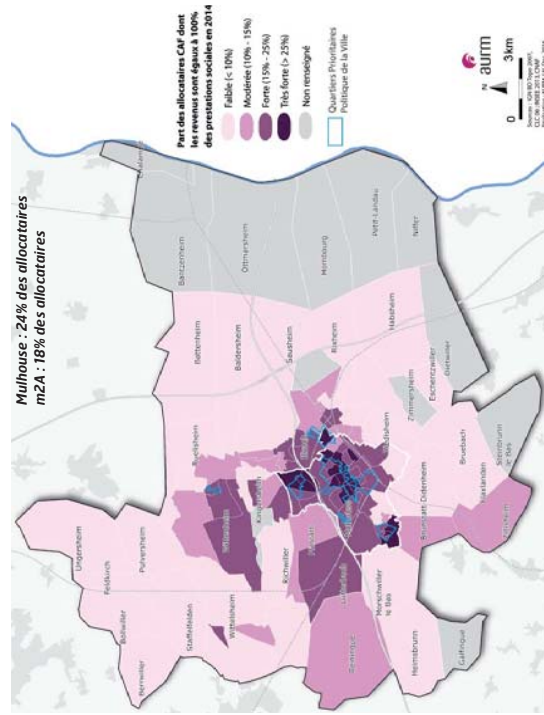 Mulhouse : 24% des allocataires
m2A : 18% des allocataires
Part des allocataires CAF dont
les revenus sont égaux à 100%
des prestations sociales en 2014
Faible (< 10%)
Modérée (10% - 15%)
Forte (15% - 25%)
Très forte (> 25%)
Non renseigné
Quartiers Prioritaires
Politique de la Ville
aurm
N
0 3km
Ungersheim
Feldkirch
Bollwiller
Berrwiller
Pulversheim
Staffelfelden
Wittelsheim
Ruelisheim
Wittenheim
Kingersheim
Richwiller
Battenheim
Baldersheim
Sausheim
Bantzenheim
Chalampé
Ottmarsheim
Hombourg
Petit-Landau
Niffer
Rixheim
Habsheim
Illzach
Pfastatt
Lutterbach
Reiningue
Morschwiller
le Bas
Heimsbrunn
Galfingue
Mulhouse
Riedisheim
Zimmersheim
Eschentzwiller
Dietwiller
Brunstatt-Didenheim
Bruebach
Flaxlanden
Zillisheim
Steinbrunn
le Bas